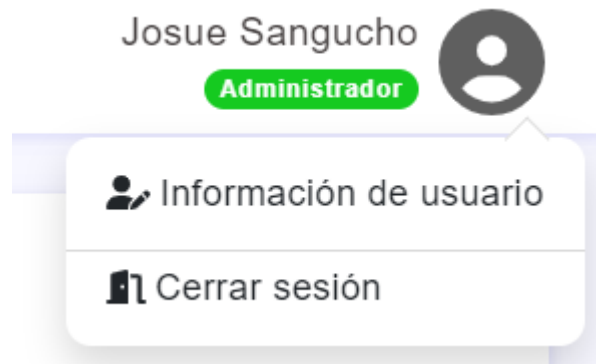 Josue Sangucho
Administrador
Información de usuario
Cerrar sesión